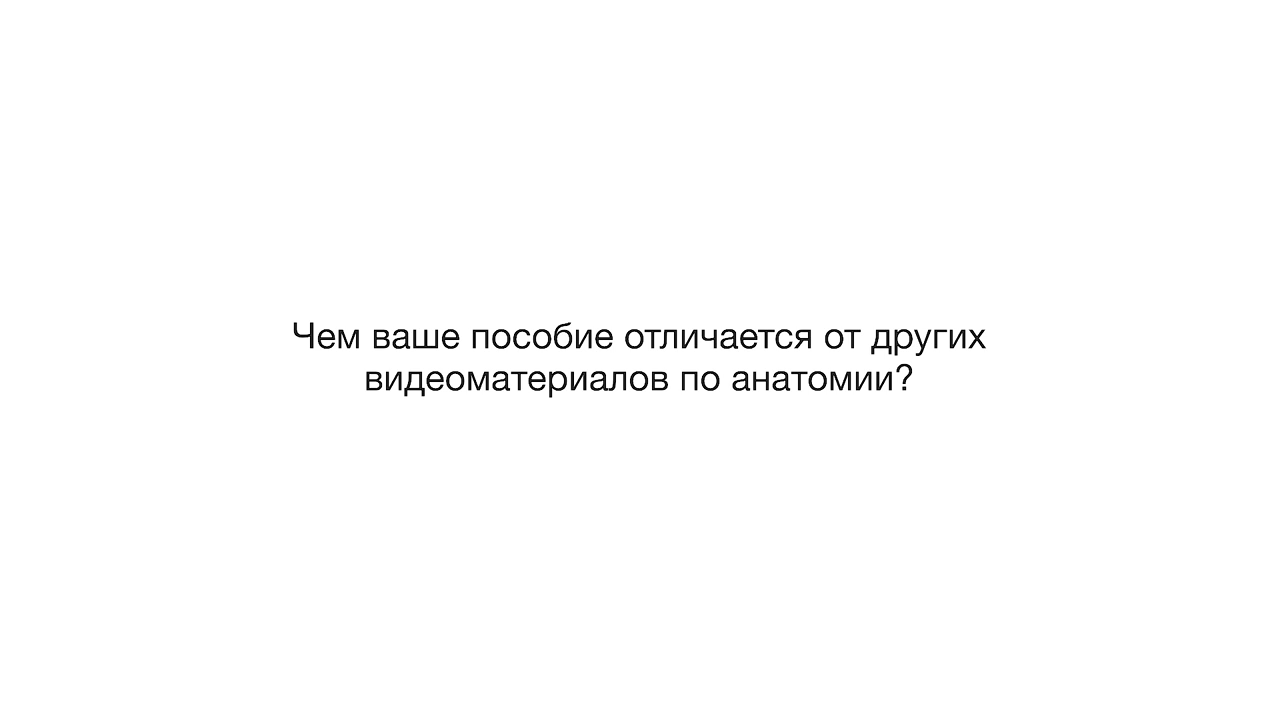 Чем ваше пособие отличается от других
видеоматериалов по анатомии?